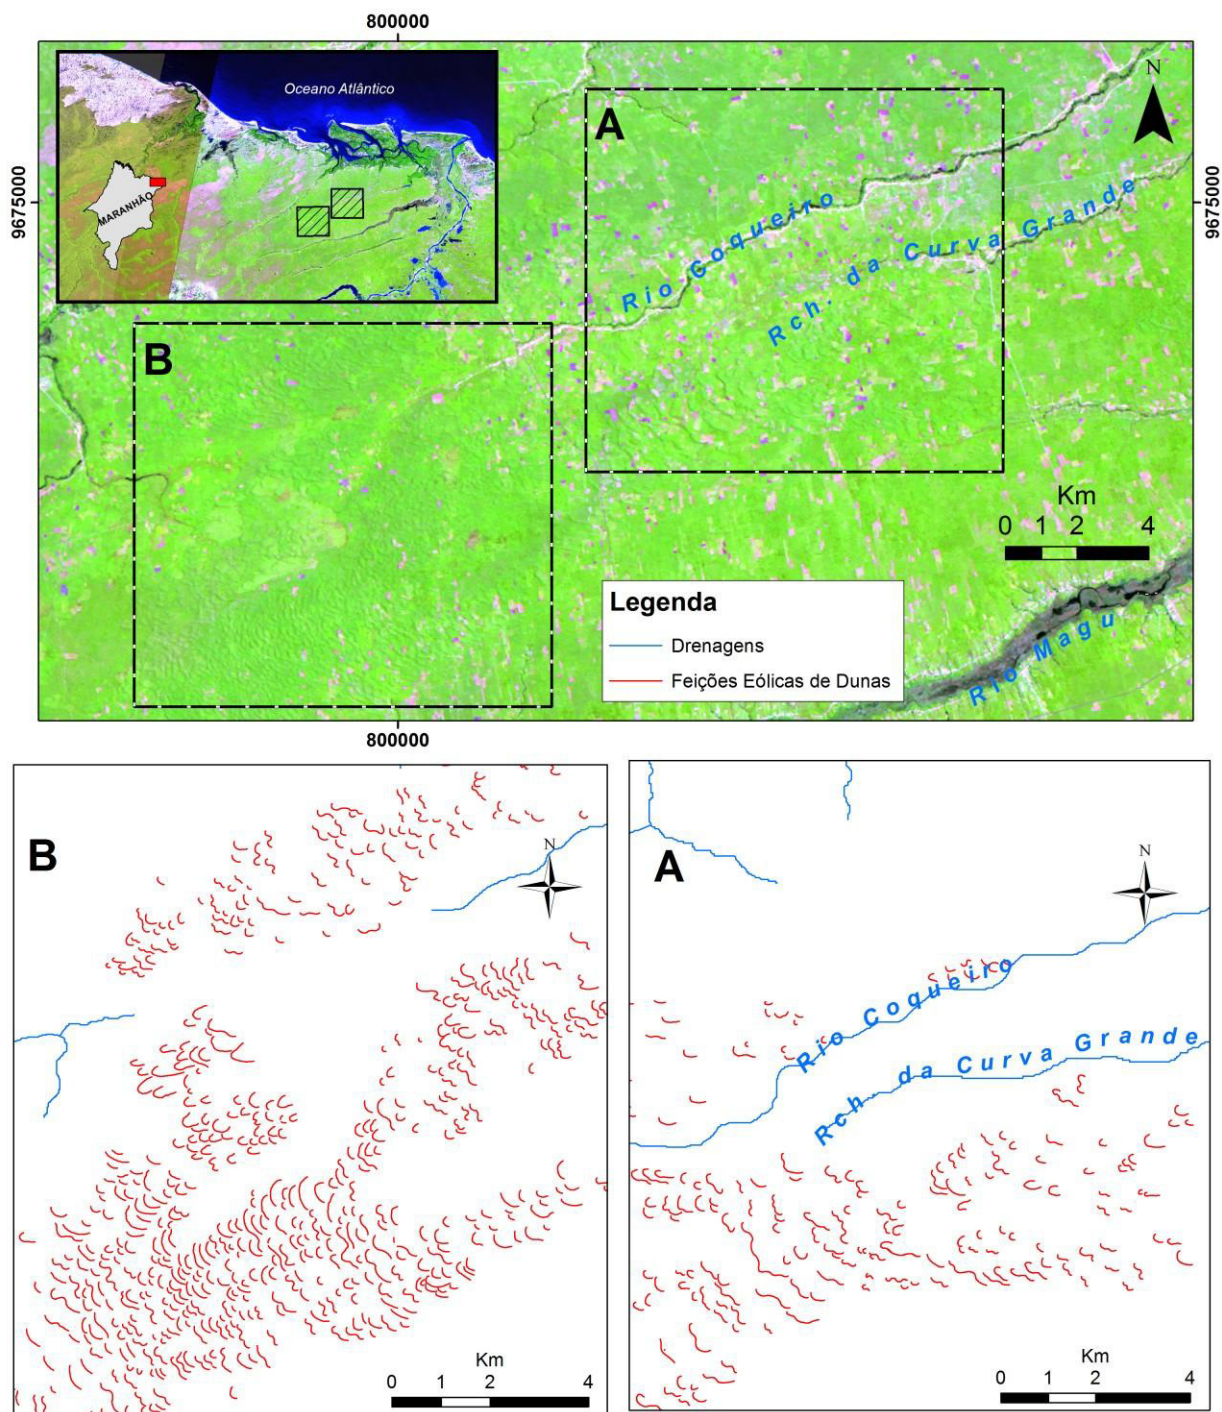 800000
Oceano Atlântico
MARANHÃO
N
A
9675000
9675000
Rio Coqueiro
Rch. da Curva Grande
B
Km
0 1 2 4
Legenda
Drenagens
Feições Eólicas de Dunas
Rio Magu
800000
B
N
Km
0 1 2 4
A
N
Rio Coqueiro
Rch. da Curva Grande
Km
0 1 2 4